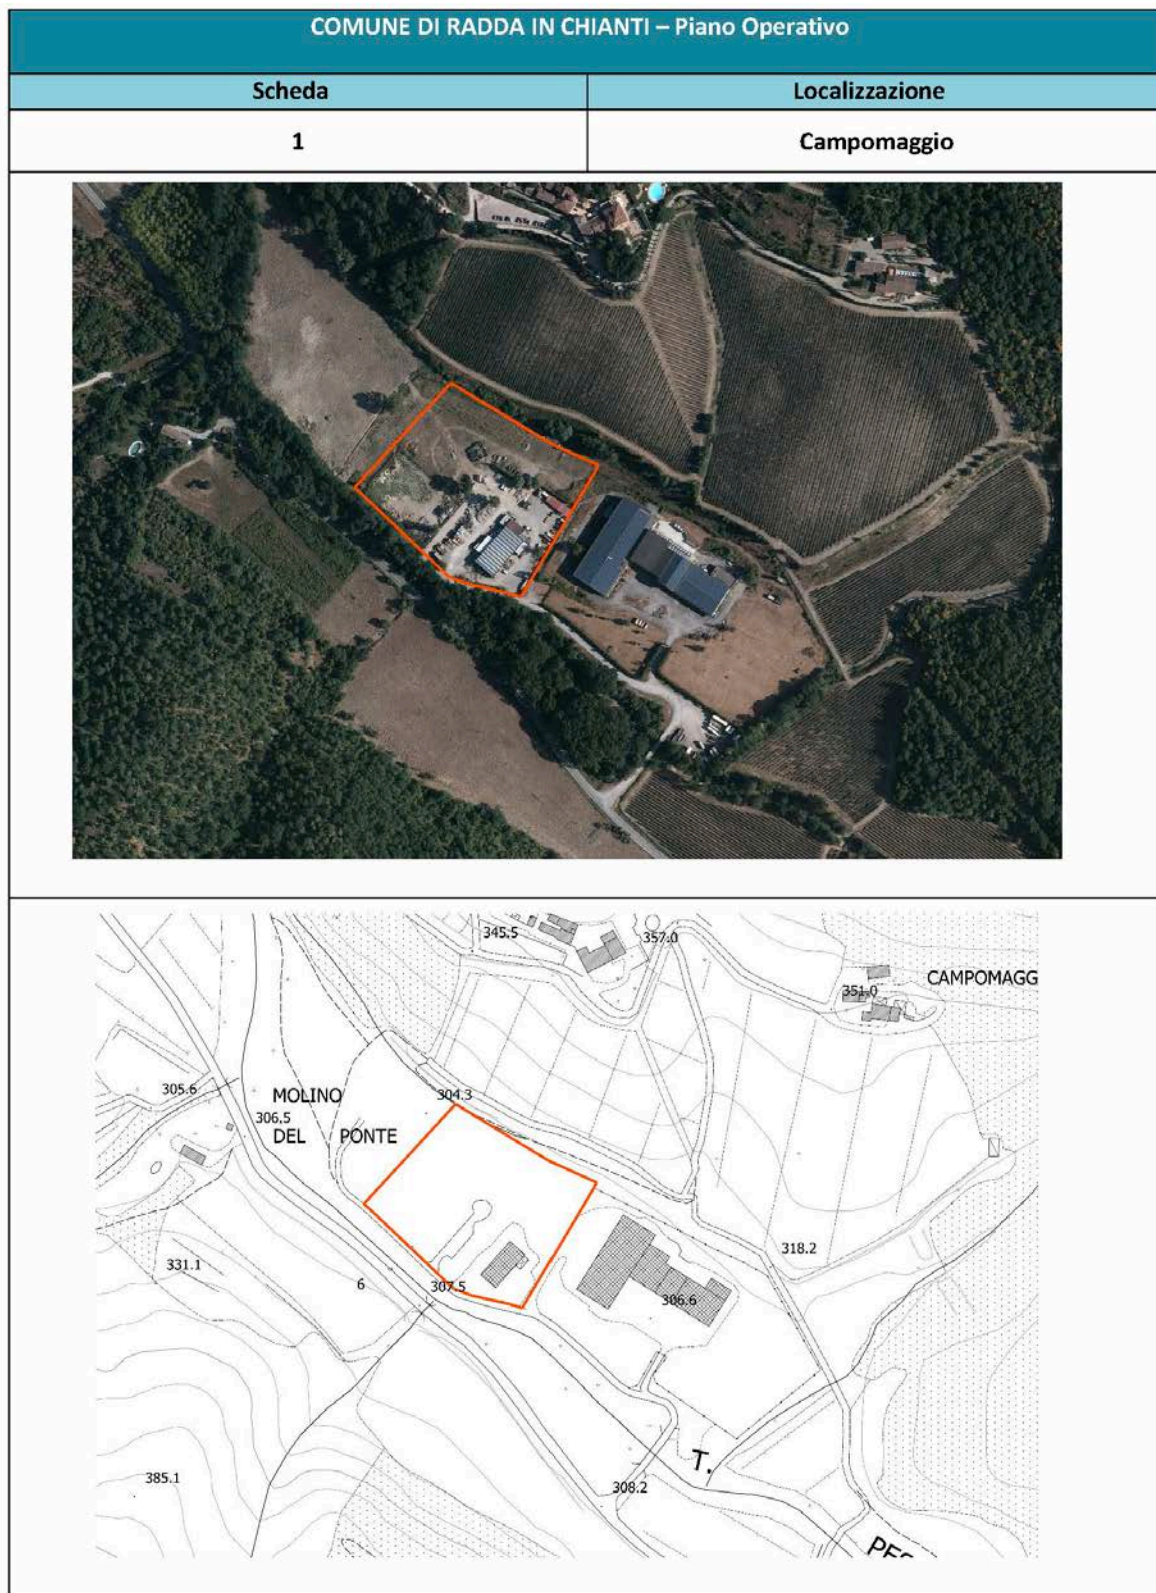 COMUNE DI RADDA IN CHIANTI – Piano Operativo
Scheda
Localizzazione
1
Campomaggio
345.5
357.0
351.0
CAMPOMAGG
305.6
MOLINO
304.3
306.5
DEL PONTE
318.2
331.1
6
307.5
306.6
T.
385.1
308.2